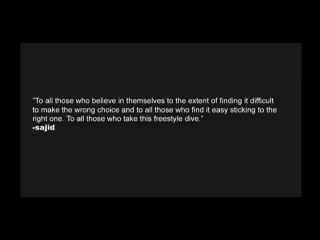 "To all those who believe in themselves to the extent of finding it difficult
to make the wrong choice and to all those who find it easy sticking to the
right one. To all those who take this freestyle dive."
-sajid